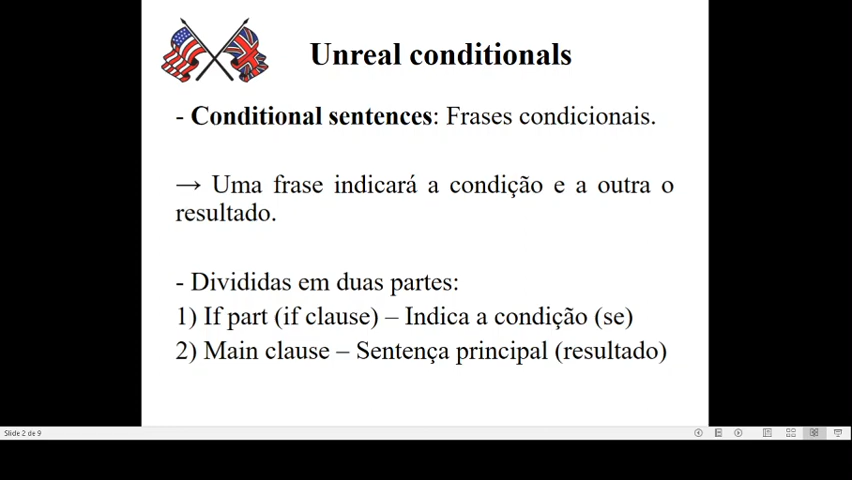 Unreal conditionals
- Conditional sentences: Frases condicionais.
→ Uma frase indicará a condição e a outra o
resultado.
- Divididas em duas partes:
1) If part (if clause) – Indica a condição (se)
2) Main clause – Sentença principal (resultado)
Slide 2 de 9